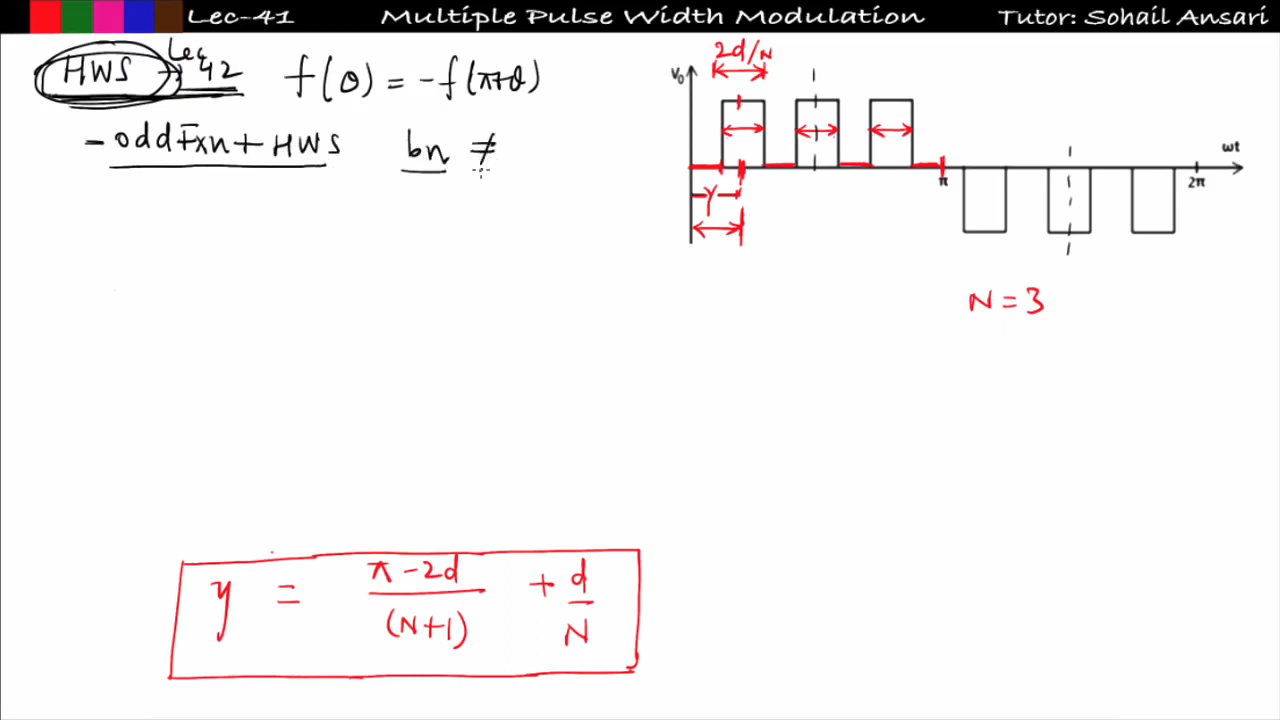 Lec-41 Multiple Pulse Width Modulation Tutor: Sohail Ansari
HWS → Lec 42 f(θ) = -f(π+θ)
- odd Fxn + HWS bn ≠
2d/N
V₀
ωt
π
2π
γ
N = 3
y = π-2d/(N+1) + d/N